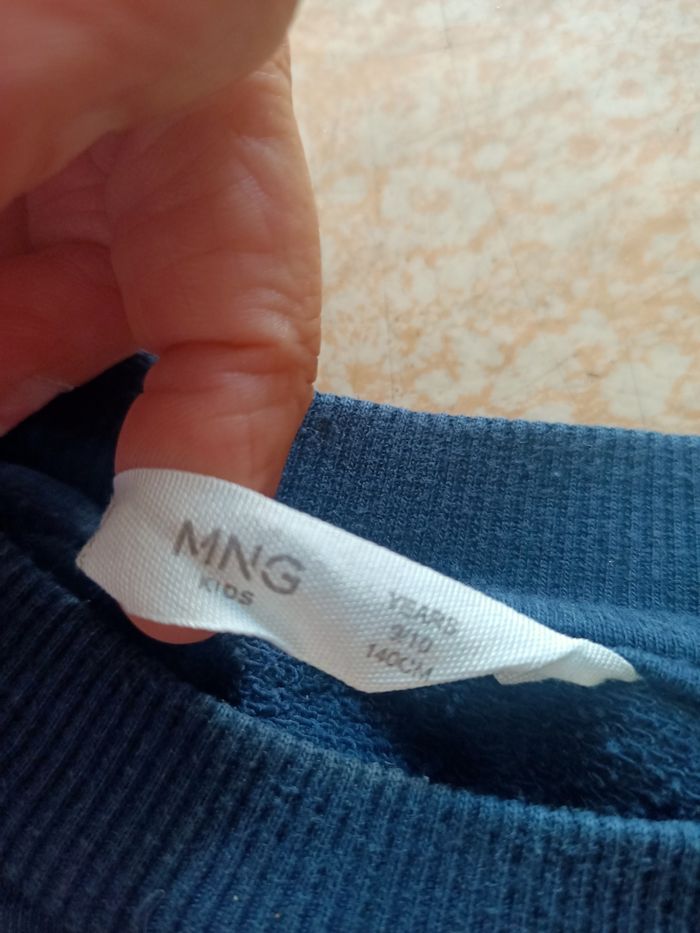 MNG
KIDS
YEARS
9/10
140CM